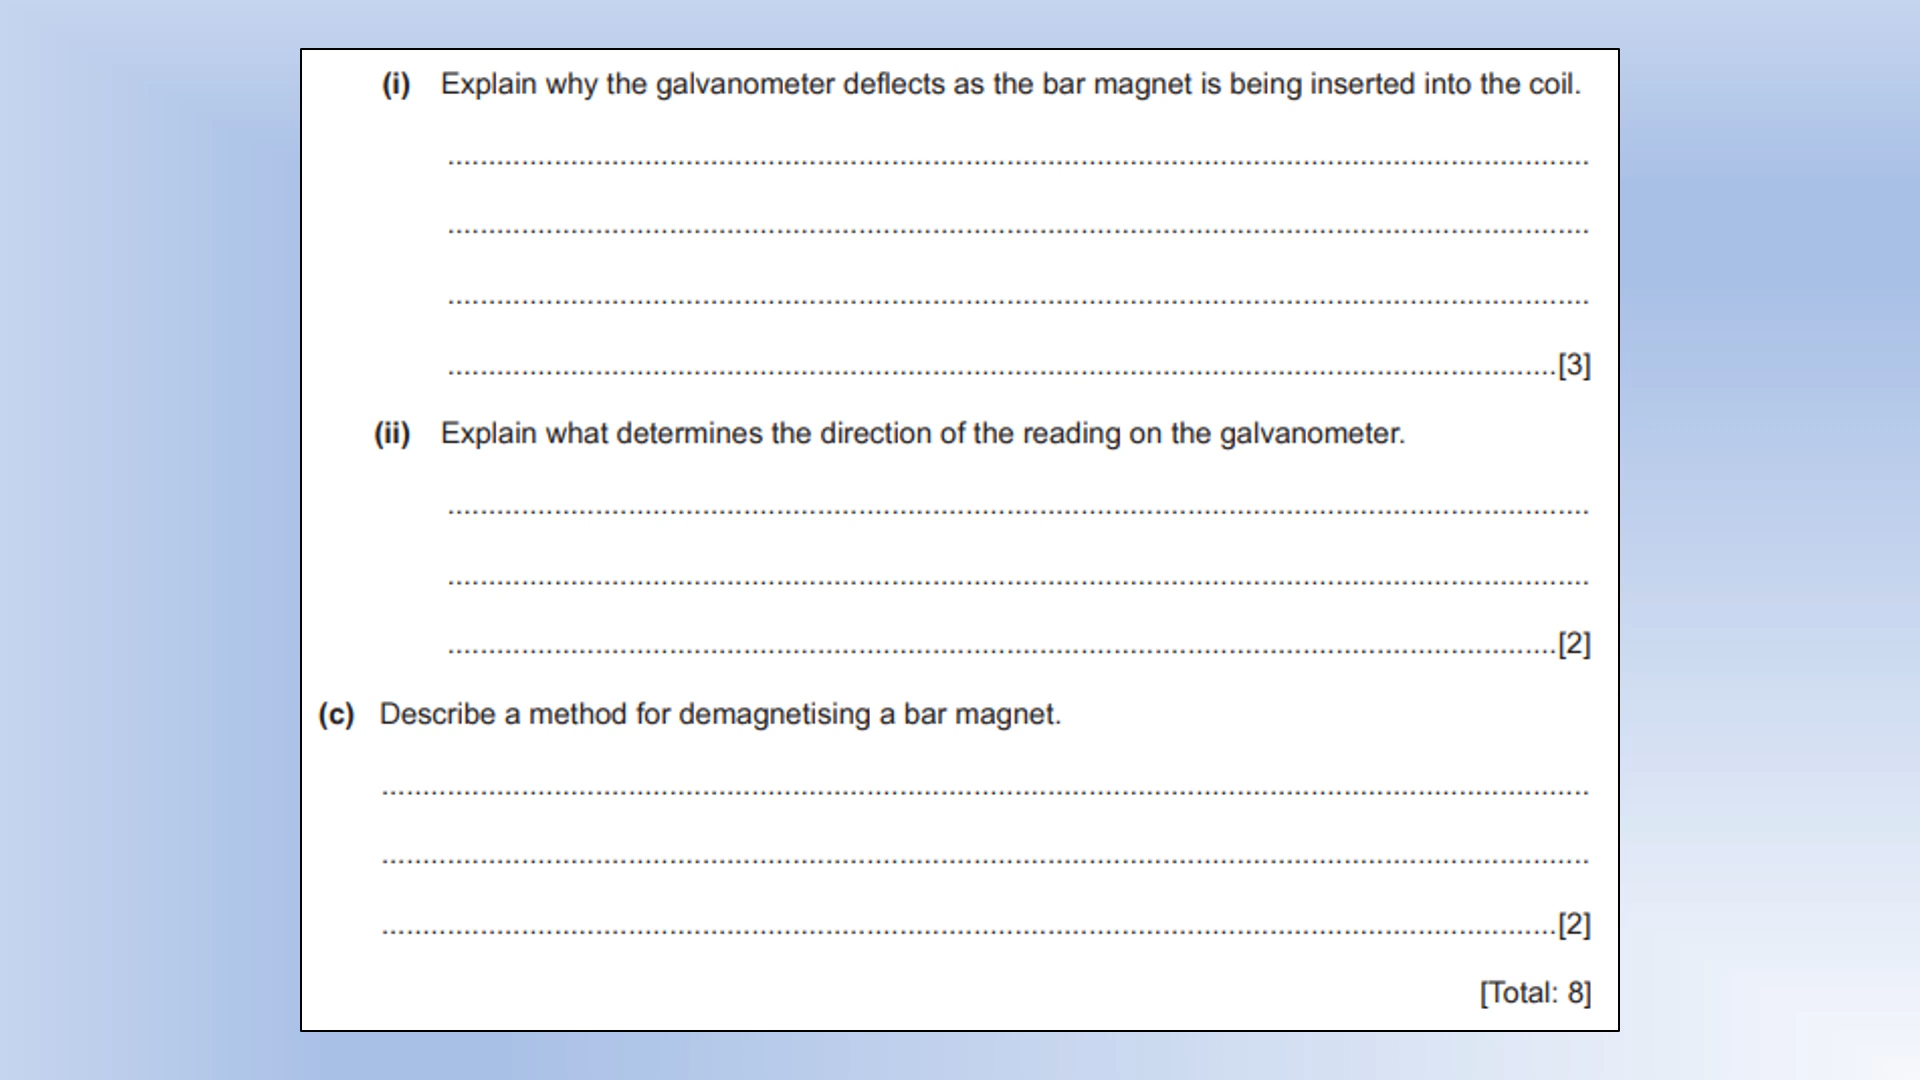 (i) Explain why the galvanometer deflects as the bar magnet is being inserted into the coil.
[3]
(ii) Explain what determines the direction of the reading on the galvanometer.
[2]
(c) Describe a method for demagnetising a bar magnet.
[2]
[Total: 8]